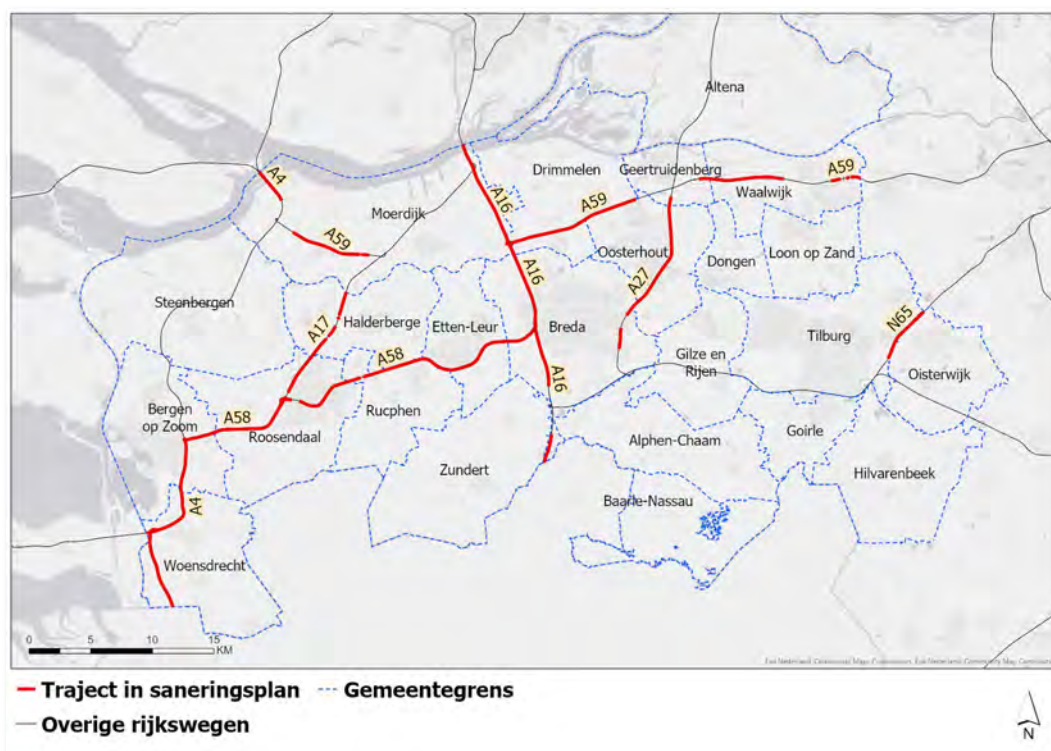 Altena
Drimmelen
Geertruidenberg
A59
Waalwijk
A4
A16
A59
Moerdijk
A59
Oosterhout
Dongen
Loon op Zand
A16
A27
Steenbergen
A17
Halderberge
Etten-Leur
Breda
Tilburg
N65
A58
Gilze en
Rijen
Oisterwijk
A16
Bergen
op Zoom
A58
Rucphen
Roosendaal
Alphen-Chaam
Goirle
Zundert
Hilvarenbeek
A4
Baarle-Nassau
Woensdrecht
0 5 10 15
KM
Traject in saneringsplan Gemeentegrens
Overige rijkswegen
N